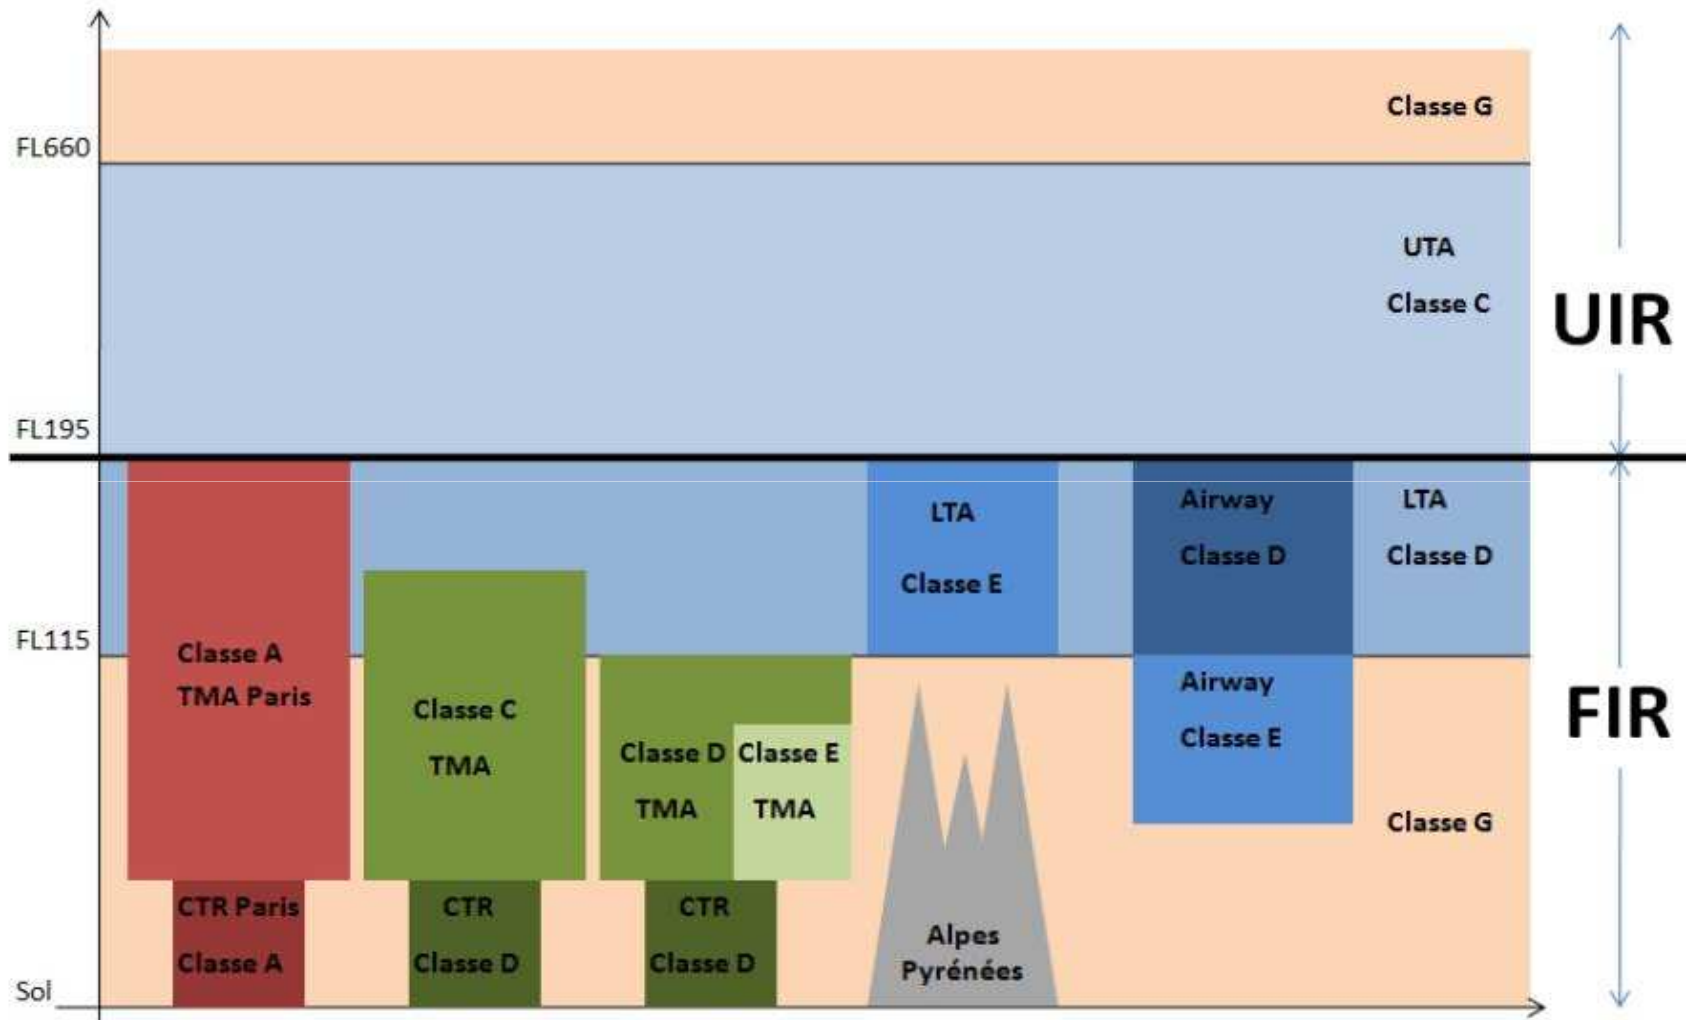 Classe G
FL660
UTA
Classe C
UIR
FL195
LTA
Classe E
Airway
Classe D
LTA
Classe D
FL115
Classe A
TMA Paris
Classe C
TMA
Classe D
TMA
Classe E
TMA
Airway
Classe E
FIR
Classe G
CTR Paris
Classe A
CTR
Classe D
CTR
Classe D
Alpes
Pyrénées
Sol